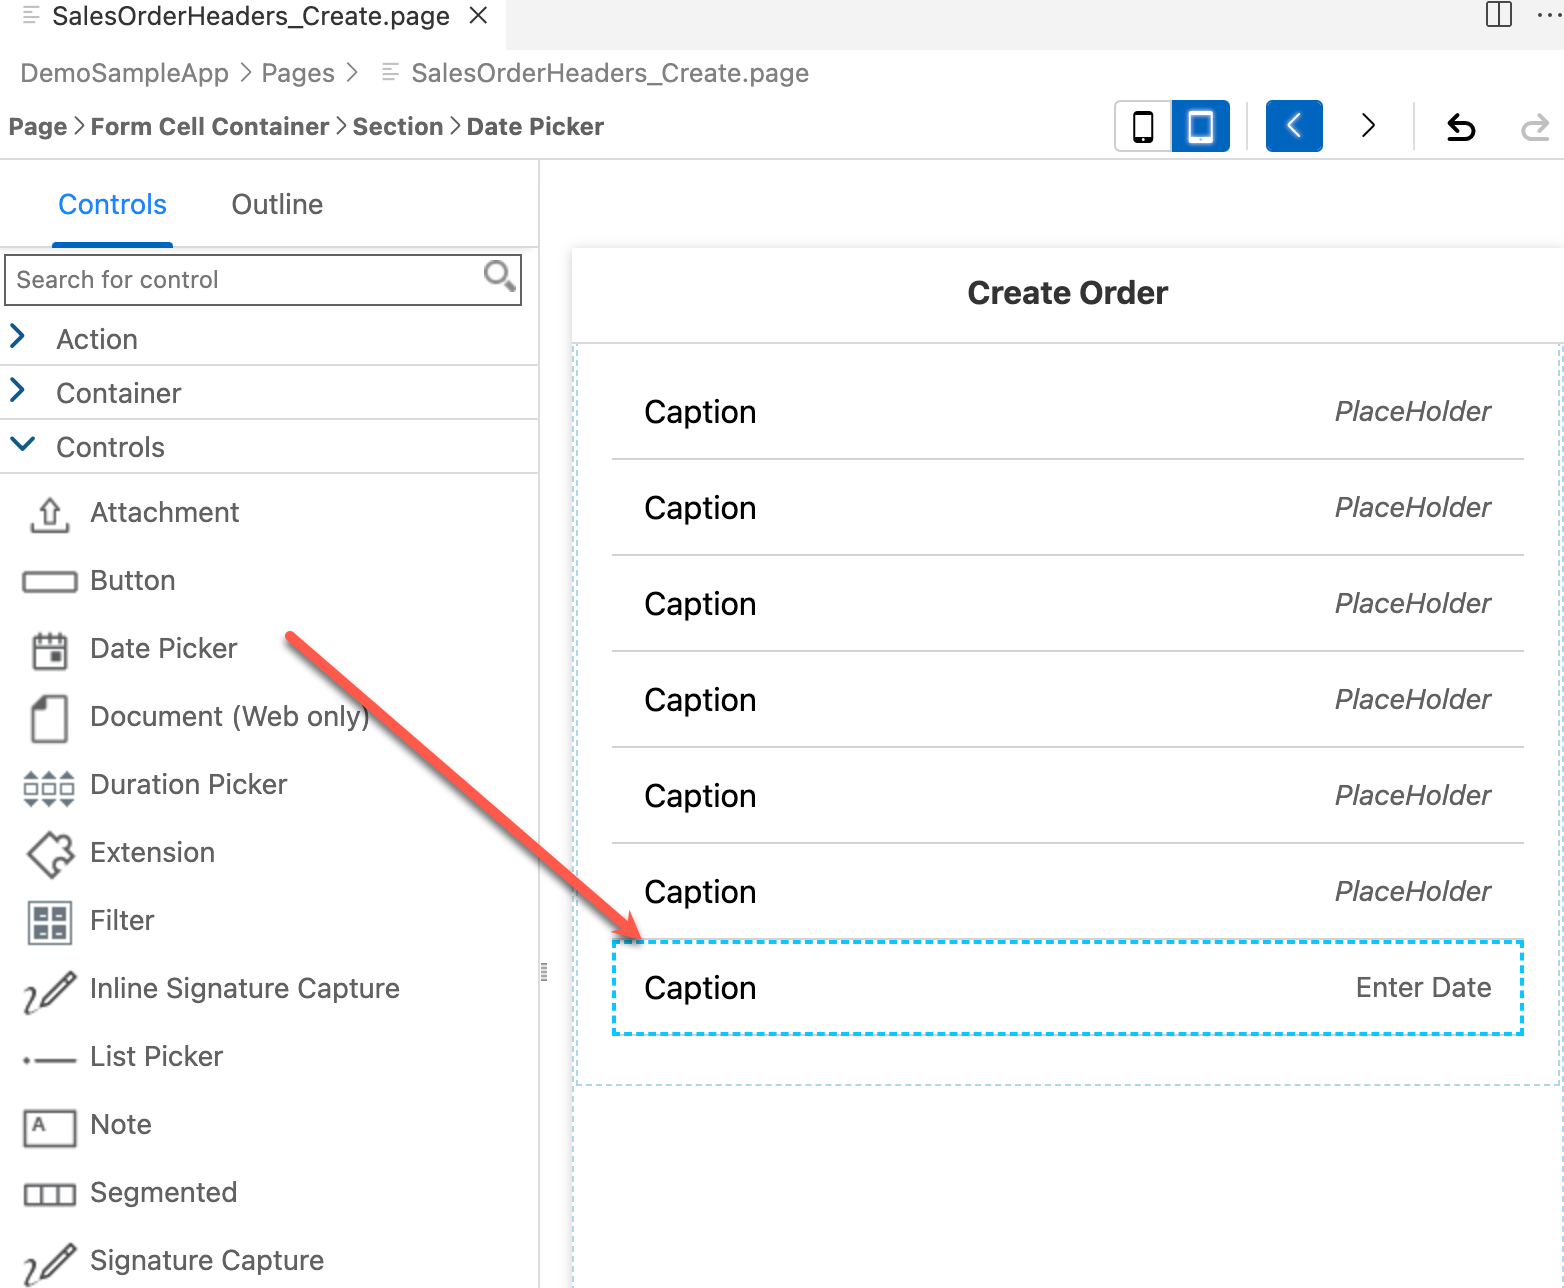 SalesOrderHeaders_Create.page
DemoSampleApp > Pages > SalesOrderHeaders_Create.page
Page > Form Cell Container > Section > Date Picker
Controls Outline
Search for control
Action
Container
Controls
Attachment
Button
Date Picker
Document (Web only)
Duration Picker
Extension
Filter
Inline Signature Capture
List Picker
A
Note
Segmented
Signature Capture
Create Order
Caption PlaceHolder
Caption PlaceHolder
Caption PlaceHolder
Caption PlaceHolder
Caption PlaceHolder
Caption PlaceHolder
Caption Enter Date